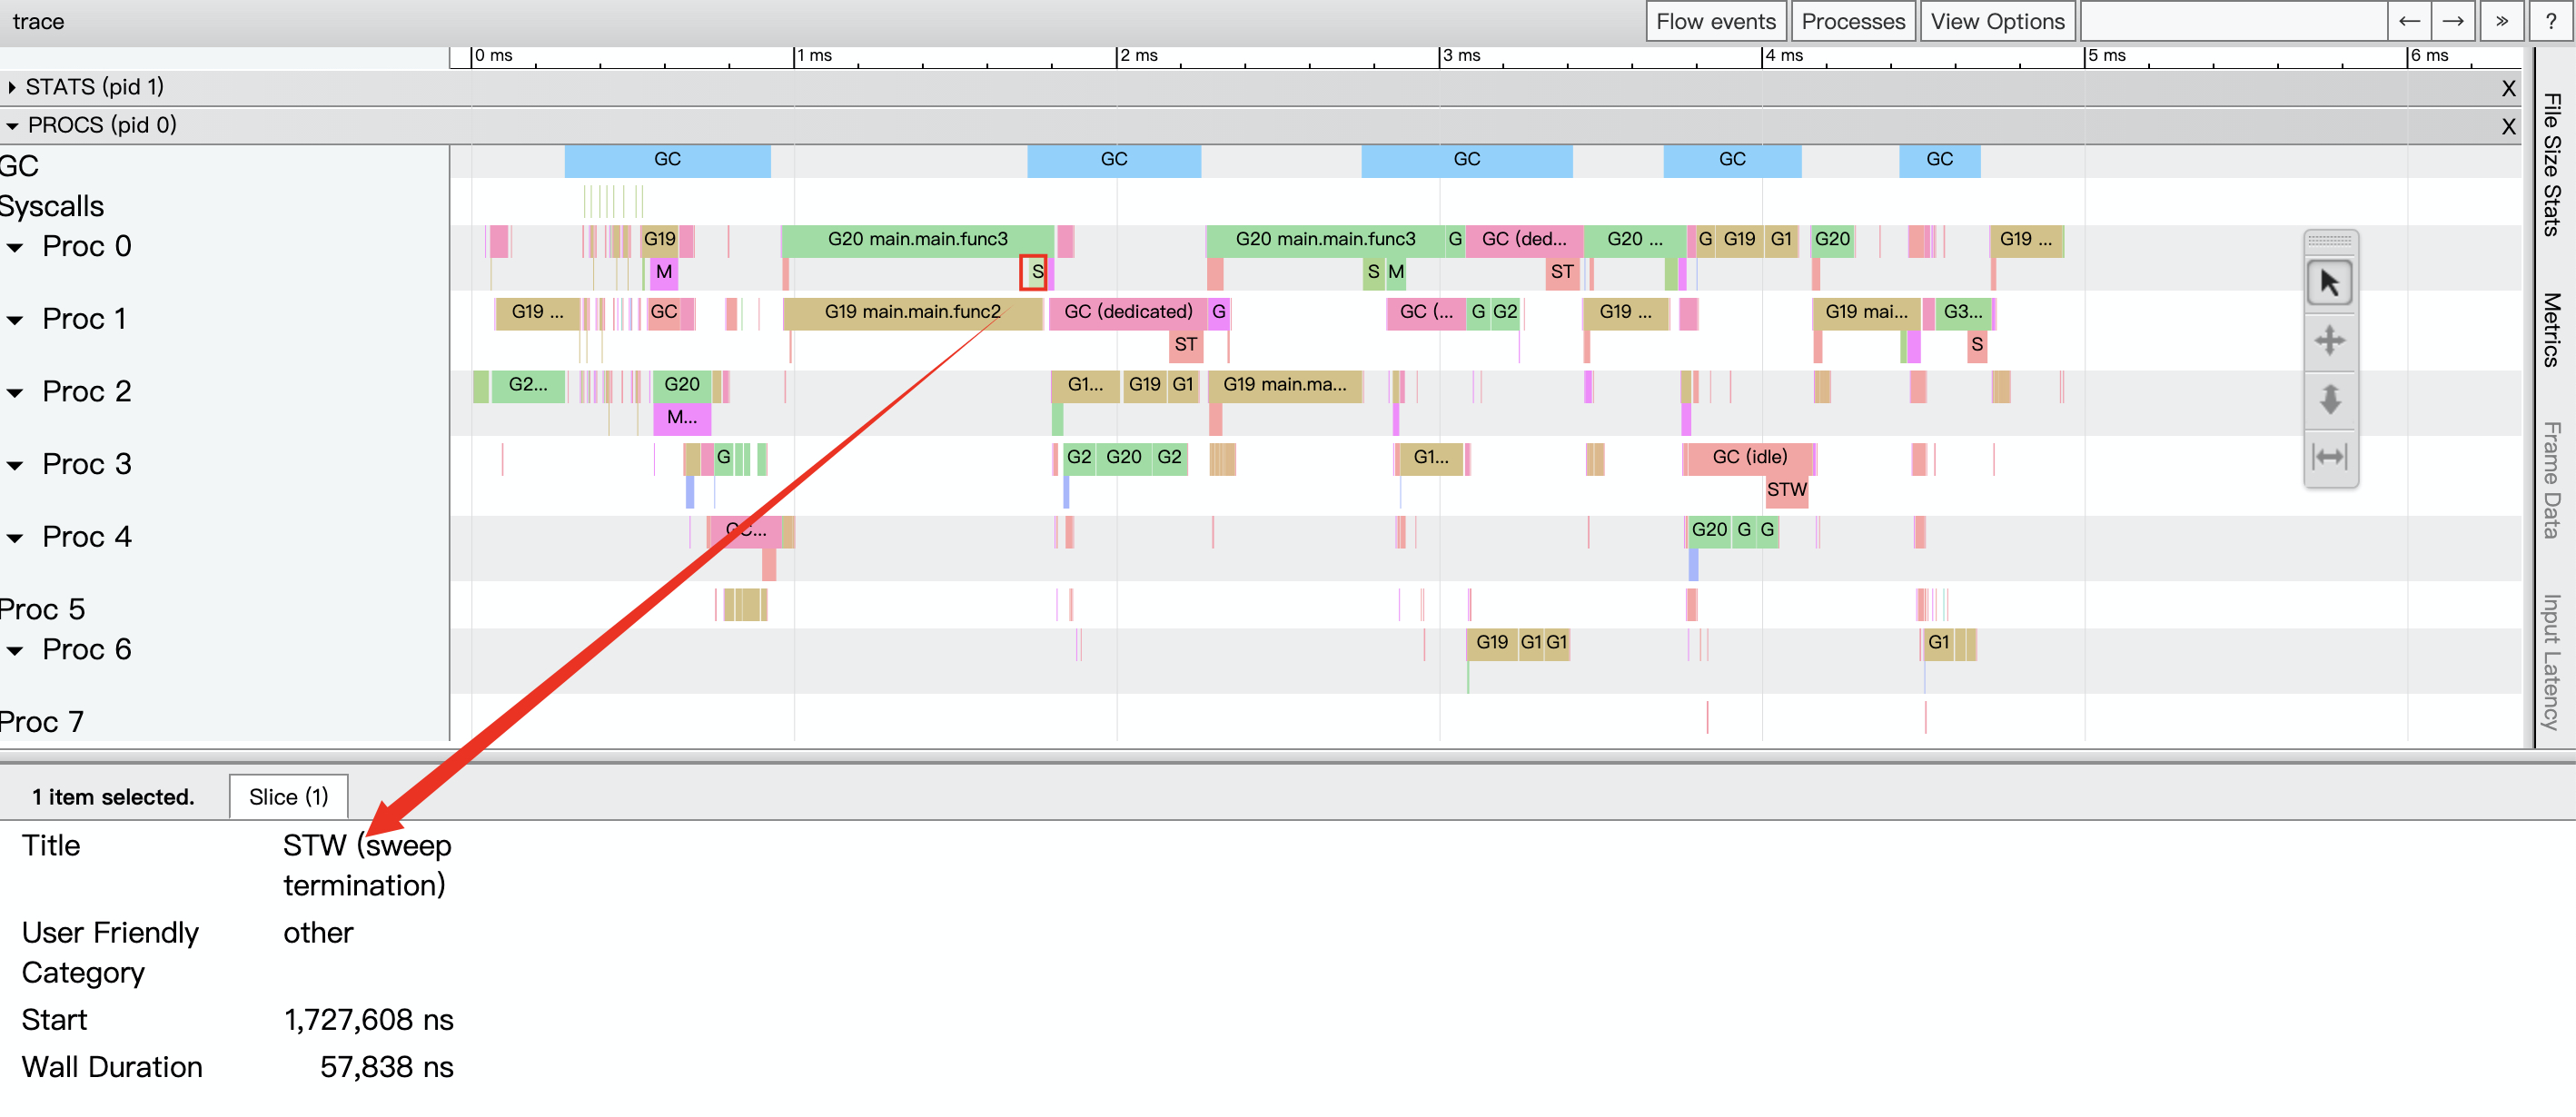 trace
Flow events Processes View Options ← → » ?
0 ms 1 ms 2 ms 3 ms 4 ms 5 ms 6 ms
STATS (pid 1) X
PROCS (pid 0) X
GC GC GC GC GC GC
Syscalls
Proc 0 G19 G20 main.main.func3 G20 main.main.func3 G GC (ded... G20 ... G G19 G1 G20 G19 ...
M S S M ST
Proc 1 G19 ... GC G19 main.main.func2 GC (dedicated) G GC (... G G2 G19 ... G19 mai... G3...
ST S
Proc 2 G2... G20 G1... G19 G1 G19 main.ma...
M...
Proc 3 G G2 G20 G2 G1... GC (idle)
STW
Proc 4 GC... G20 G G
Proc 5
Proc 6 G19 G1 G1 G1
Proc 7
File Size Stats
Metrics
Frame Data
Input Latency
1 item selected. Slice (1)
Title STW (sweep
termination)
User Friendly other
Category
Start 1,727,608 ns
Wall Duration 57,838 ns